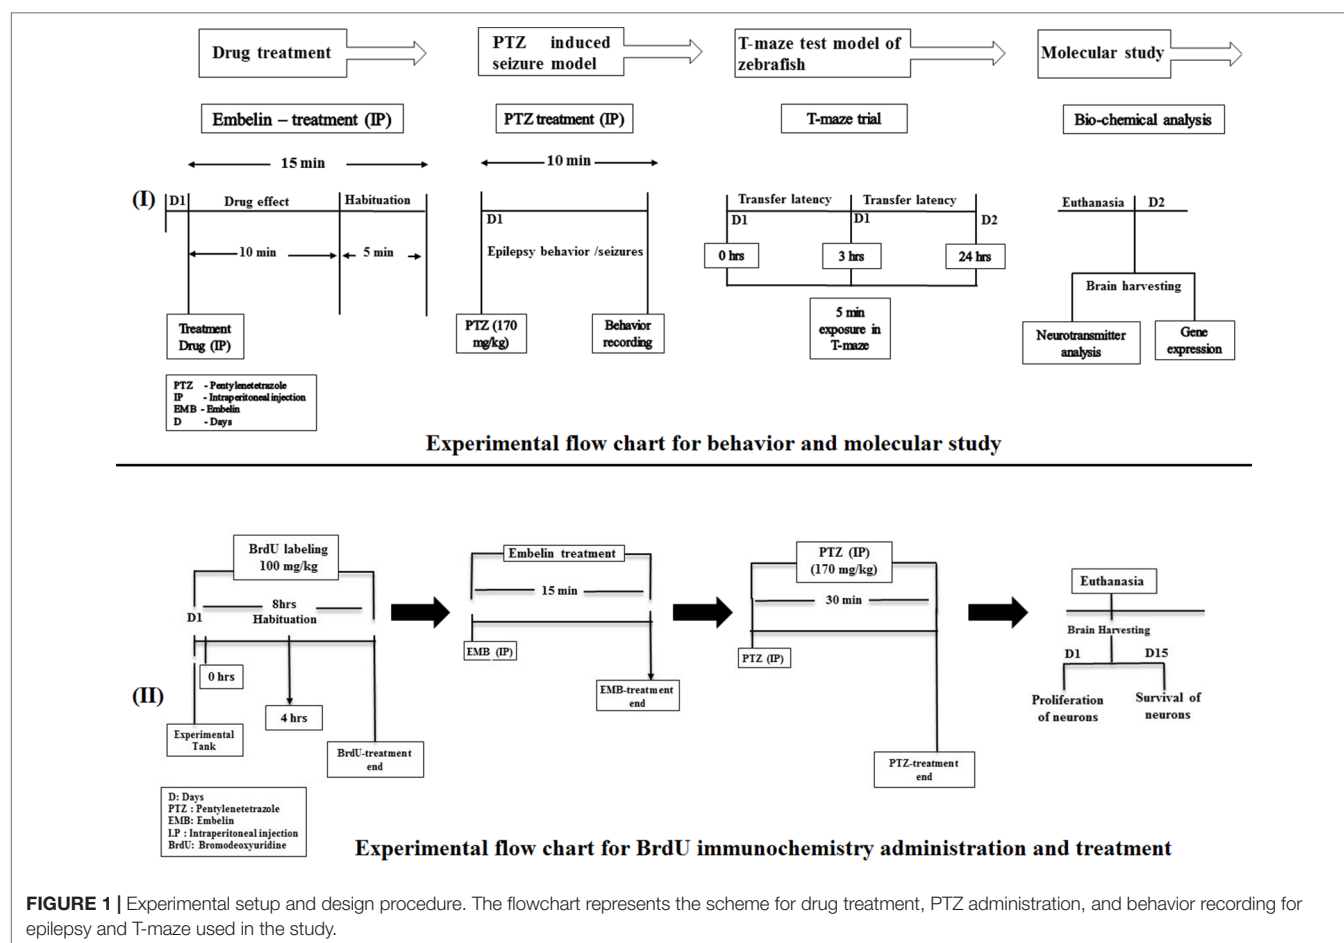 Drug treatment
PTZ induced
seizure model
T-maze test model of
zebrafish
Molecular study
Embelin – treatment (IP)
PTZ treatment (IP)
T-maze trial
Bio-chemical analysis
15 min
10 min
(I)
D1
Drug effect
Habituation
10 min
5 min
Treatment
Drug (IP)
D1
Epilepsy behavior /seizures
PTZ (170
mg/kg)
Behavior
recording
Transfer latency
Transfer latency
D1
D1
D2
0 hrs
3 hrs
24 hrs
5 min
exposure in
T-maze
Euthanasia
D2
Brain harvesting
Neurotransmitter
analysis
Gene
expression
PTZ - Pentylenetetrazole
IP - Intraperitoneal injection
EMB - Embelin
D - Days
Experimental flow chart for behavior and molecular study
(II)
BrdU labeling
100 mg/kg
8hrs
D1
Habituation
0 hrs
4 hrs
Experimental
Tank
BrdU-treatment
end
Embelin treatment
15 min
EMB (IP)
EMB-treatment
end
PTZ (IP)
(170 mg/kg)
30 min
PTZ (IP)
PTZ-treatment
end
Euthanasia
Brain Harvesting
D1
D15
Proliferation
of neurons
Survival of
neurons
D: Days
PTZ : Pentylenetetrazole
EMB: Embelin
I.P : Intraperitoneal injection
BrdU: Bromodeoxyuridine
Experimental flow chart for BrdU immunochemistry administration and treatment
FIGURE 1 | Experimental setup and design procedure. The flowchart represents the scheme for drug treatment, PTZ administration, and behavior recording for
epilepsy and T-maze used in the study.